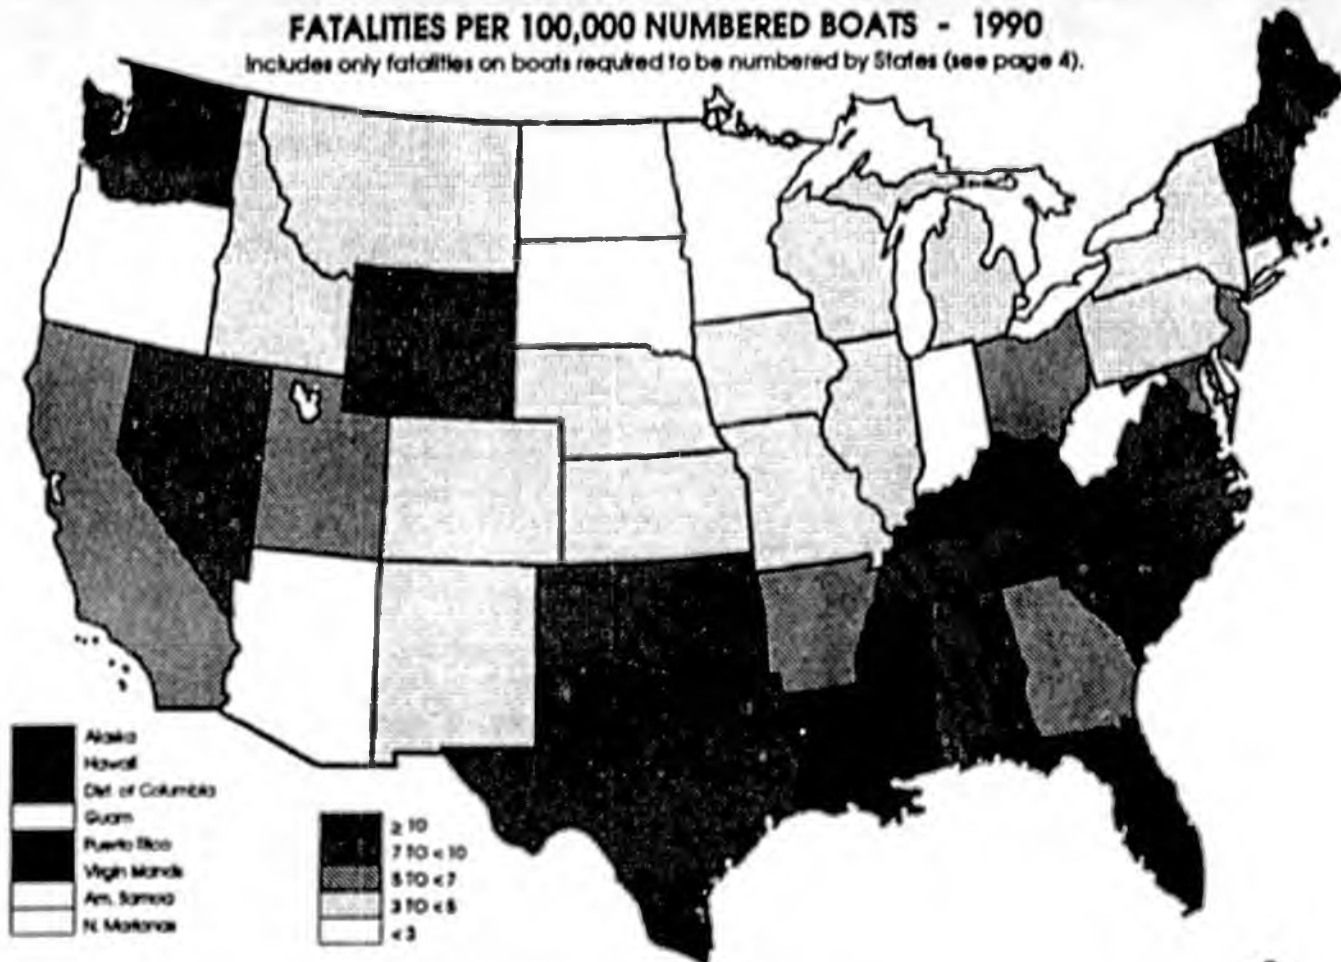 FATALITIES PER 100,000 NUMBERED BOATS - 1990
Includes only fatalities on boats required to be numbered by States (see page 4).
Alaska
Hawaii
Dist. of Columbia
Guam
Puerto Rico
Virgin Islands
Am. Samoa
N. Marianas
≥ 10
7 TO < 10
5 TO < 7
3 TO < 5
< 3